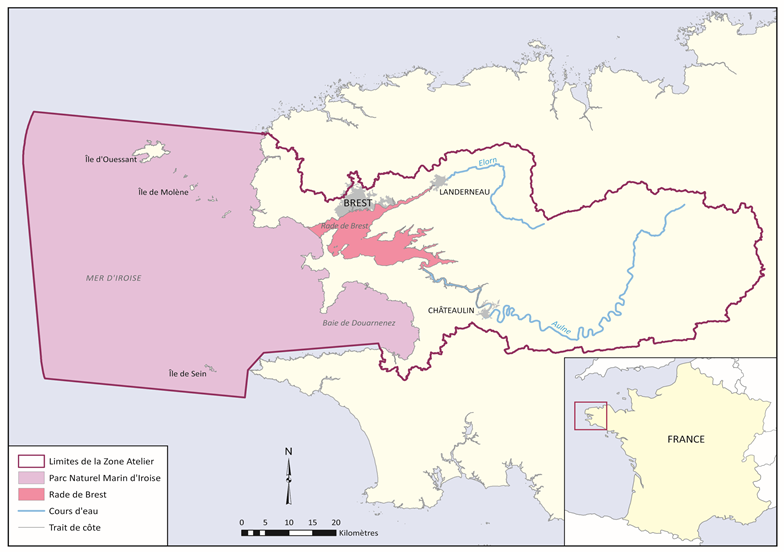 Île d'Ouessant
Île de Molène
Elorn
LANDERNEAU
BREST
Rade de Brest
MER D'IROISE
CHÂTEAULIN
Baie de Douarnenez
Aulne
Île de Sein
FRANCE
Limites de la Zone Atelier
Parc Naturel Marin d'Iroise
Rade de Brest
Cours d'eau
Trait de côte
N
0 5 10 15 20
Kilomètres